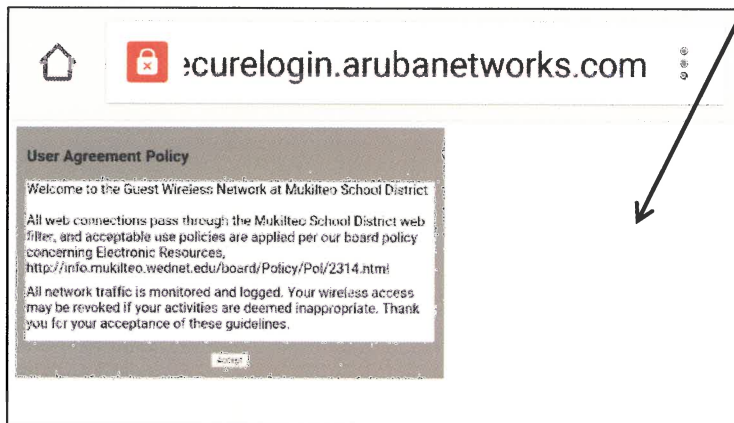 :curelogin.arubanetworks.com
User Agreement Policy
Welcome to the Guest Wireless Network at Mukilteo School District
All web connections pass through the Mukilteo School District web
filter, and acceptable use policies are applied per our board policy
concerning Electronic Resources,
http://info.mukilteo.wednet.edu/board/Policy/Pol/2314.html
All network traffic is monitored and logged. Your wireless access
may be revoked if your activities are deemed inappropriate. Thank
you for your acceptance of these guidelines.
Accept